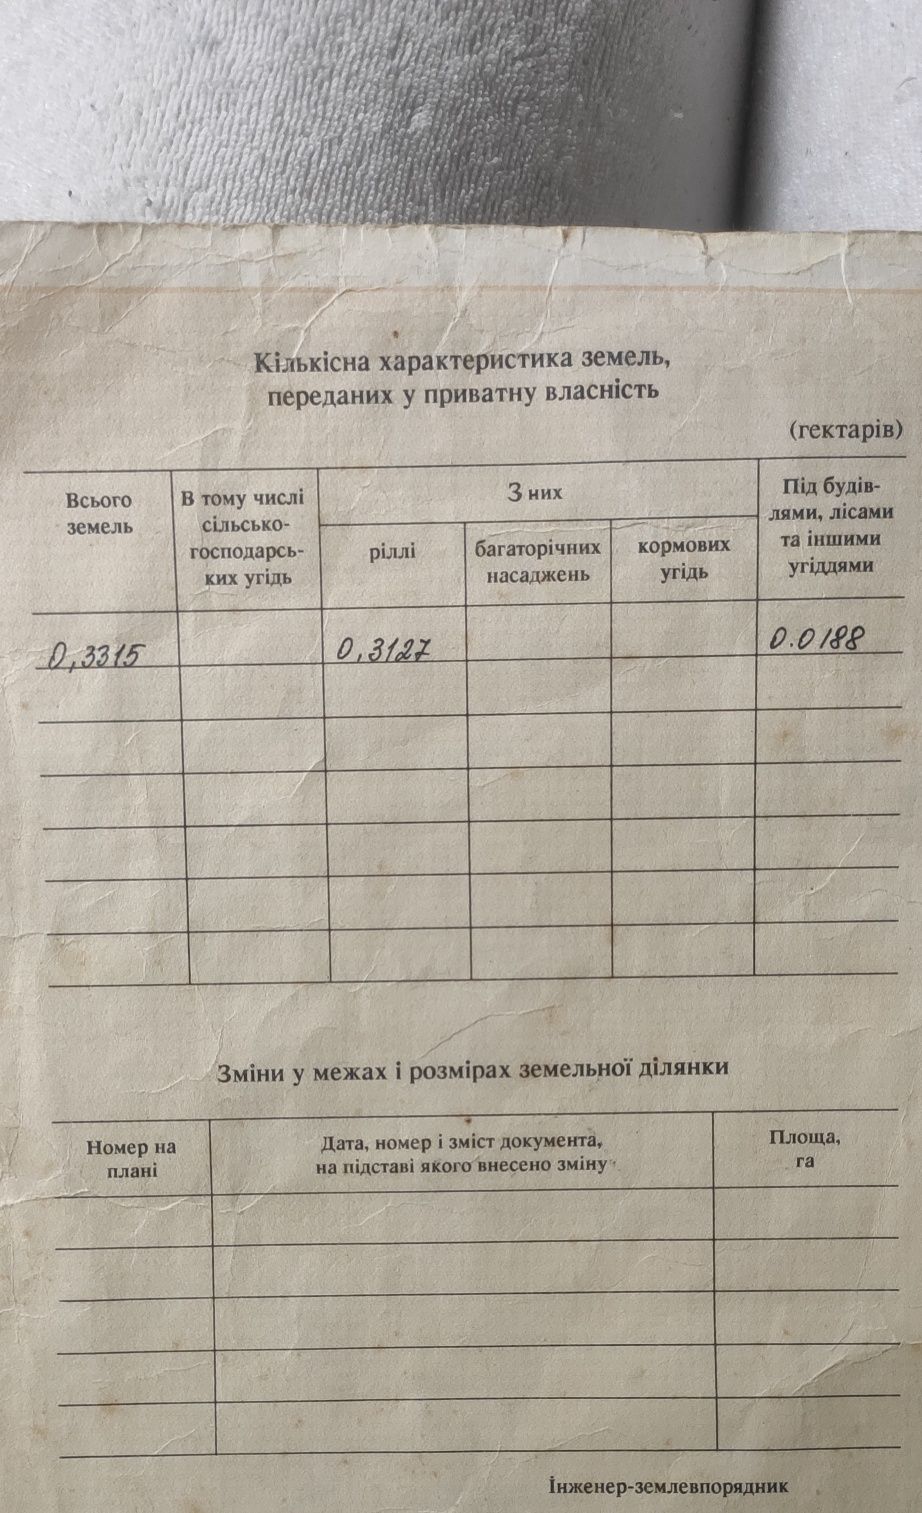 Кількісна характеристика земель,
переданих у приватну власність
(гектарів)
Всього
земель
В тому числі
сільсько-
господарсь-
ких угідь
З них
ріллі
багаторічних
насаджень
кормових
угідь
Під будів-
лями, лісами
та іншими
угіддями
0,3315
0,3127
0.0188
Зміни у межах і розмірах земельної ділянки
Номер на
плані
Дата, номер і зміст документа,
на підставі якого внесено зміну
Площа,
га
Інженер-землевпорядник